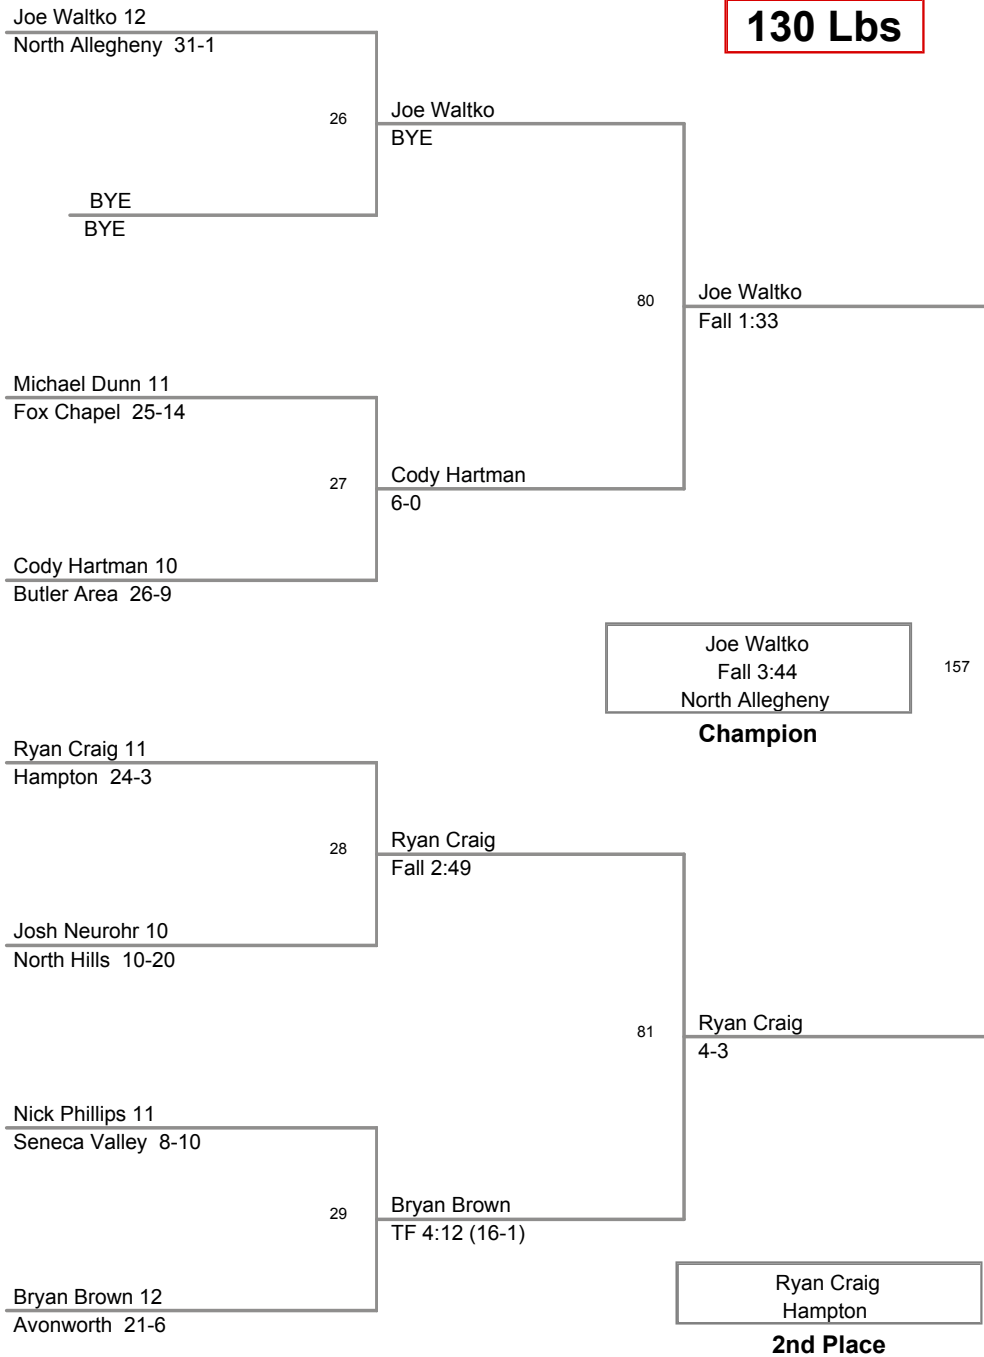 130 Lbs
Joe Waltko 12
North Allegheny 31-1
26
Joe Waltko
BYE
BYE
BYE
80
Joe Waltko
Fall 1:33
Michael Dunn 11
Fox Chapel 25-14
27
Cody Hartman
6-0
Cody Hartman 10
Butler Area 26-9
Joe Waltko
Fall 3:44
North Allegheny
157
Champion
Ryan Craig 11
Hampton 24-3
28
Ryan Craig
Fall 2:49
Josh Neurohr 10
North Hills 10-20
81
Ryan Craig
4-3
Nick Phillips 11
Seneca Valley 8-10
29
Bryan Brown
TF 4:12 (16-1)
Bryan Brown 12
Avonworth 21-6
Ryan Craig
Hampton
2nd Place